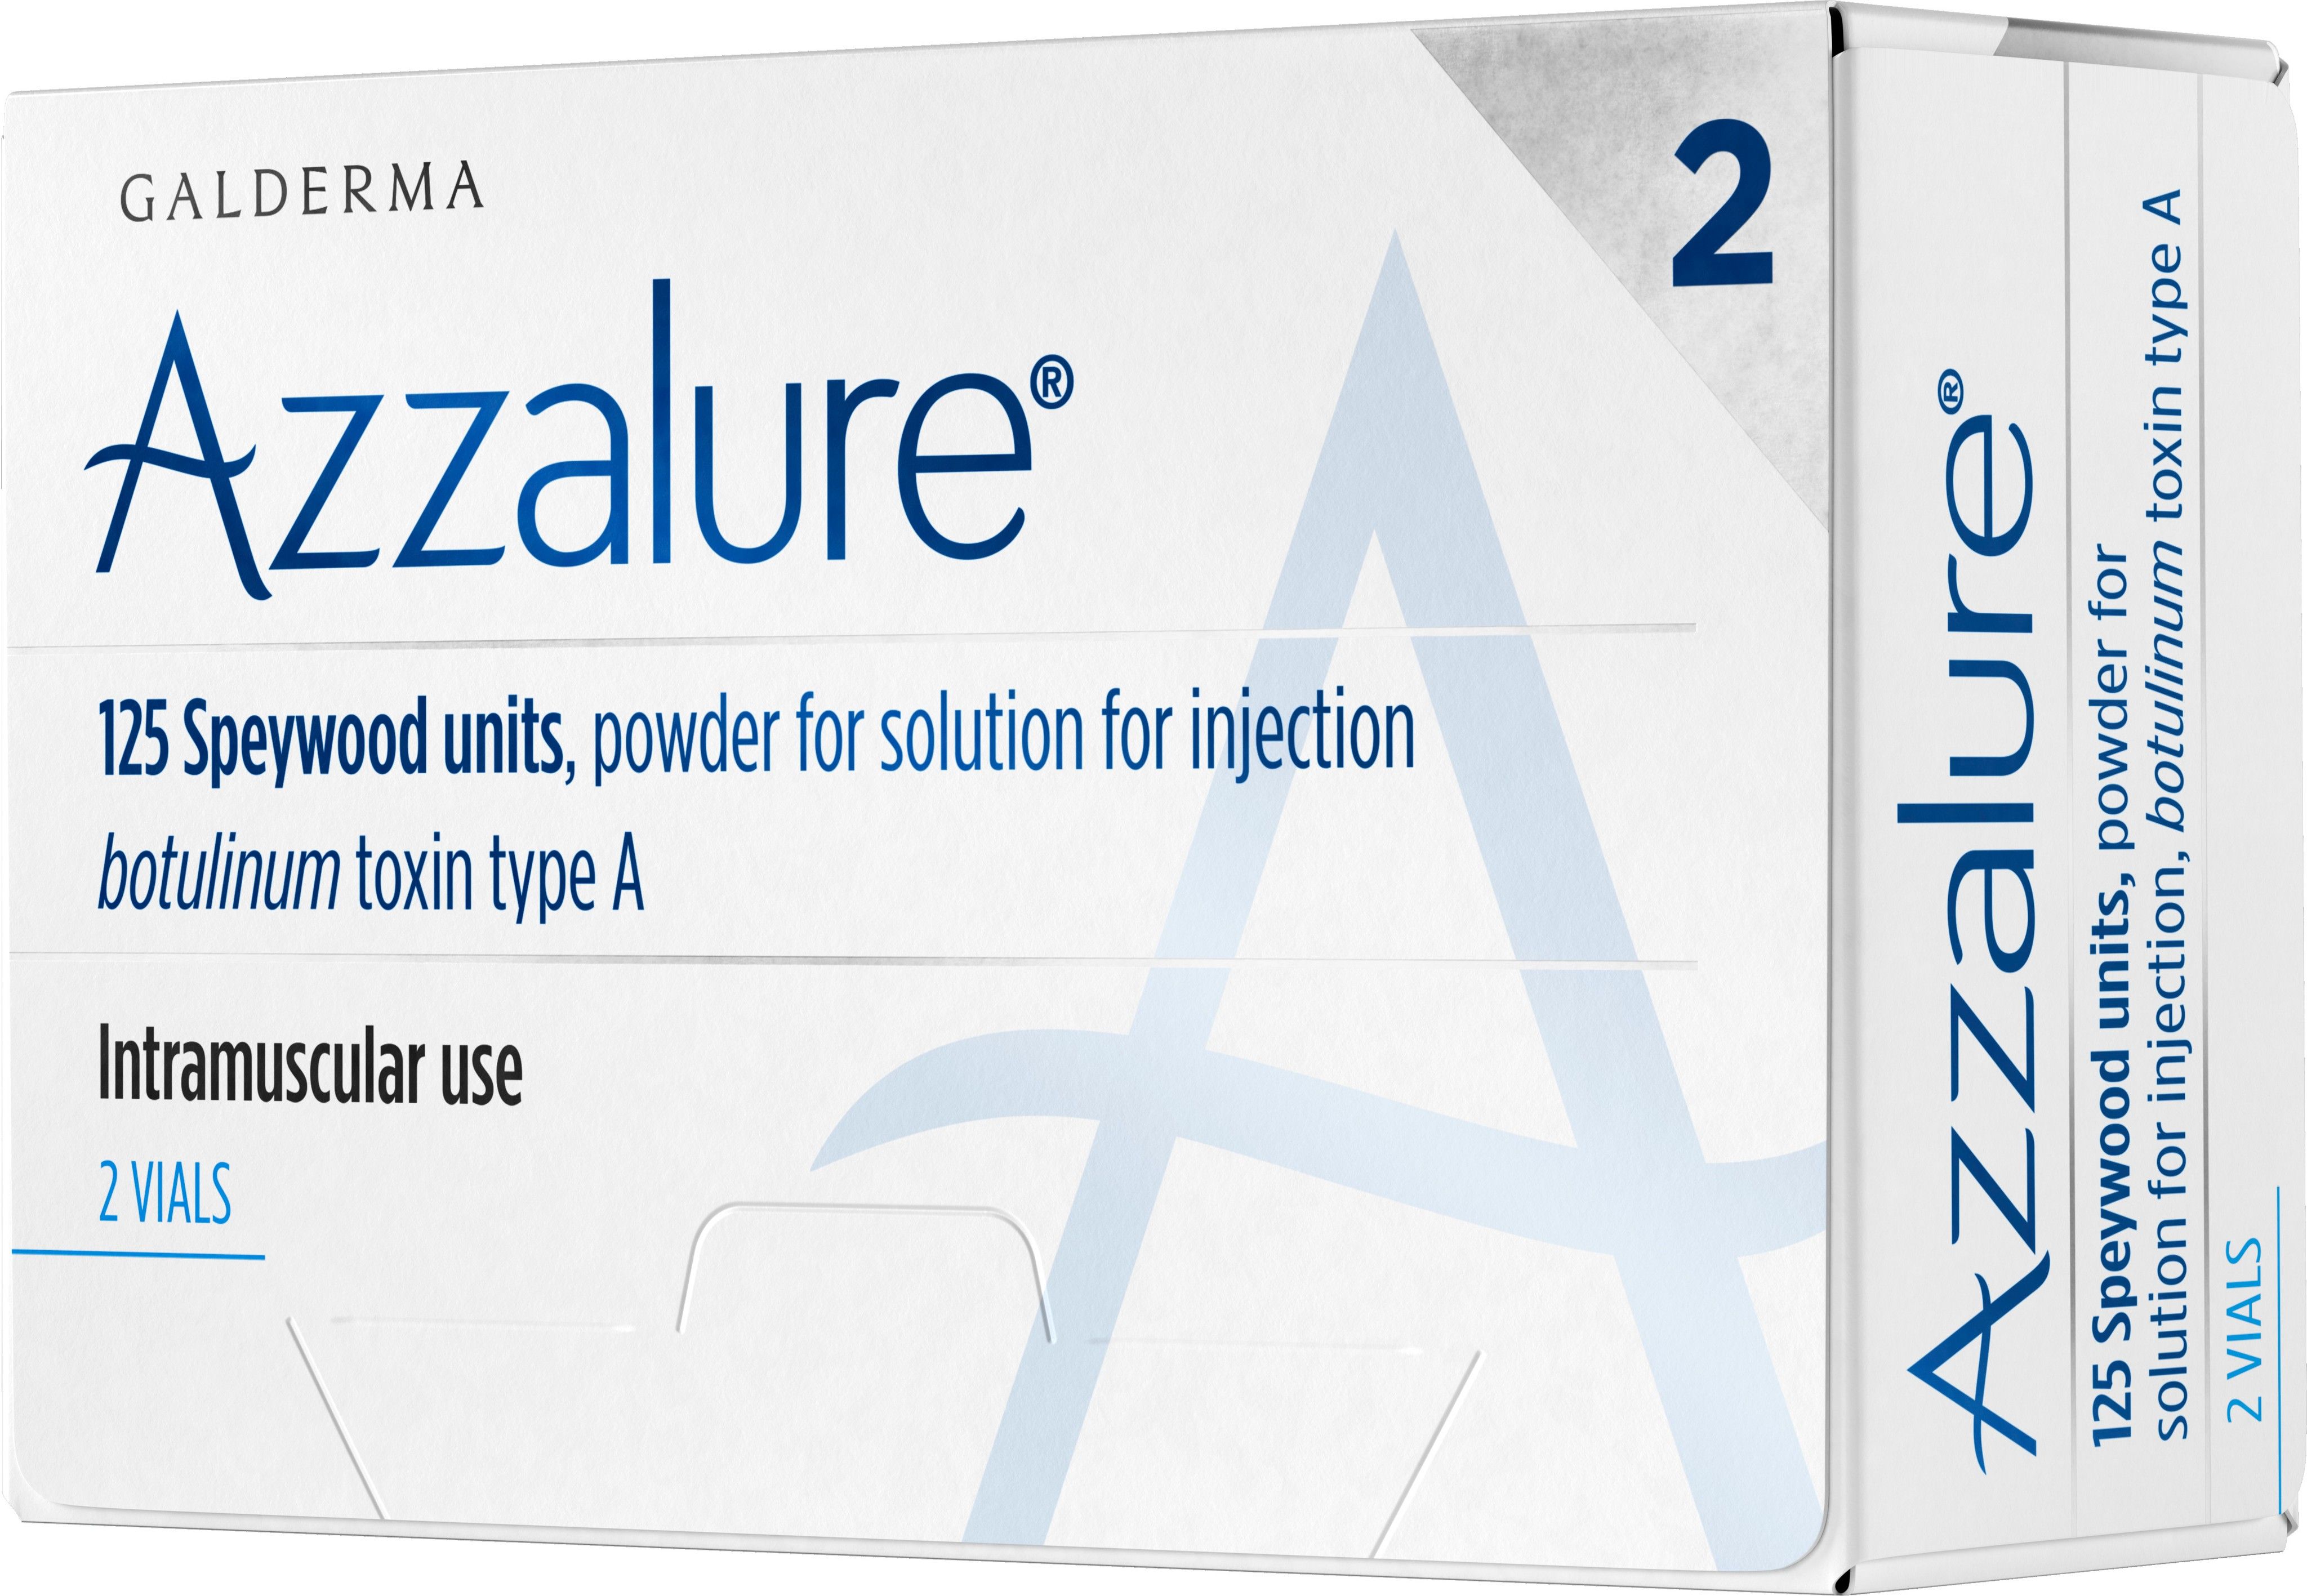 GALDERMA
2
Azzalure®
125 Speywood units, powder for solution for injection
botulinum toxin type A
Intramuscular use
2 VIALS
Azzalure®
125 Speywood units, powder for
solution for injection, botulinum toxin type A
2 VIALS